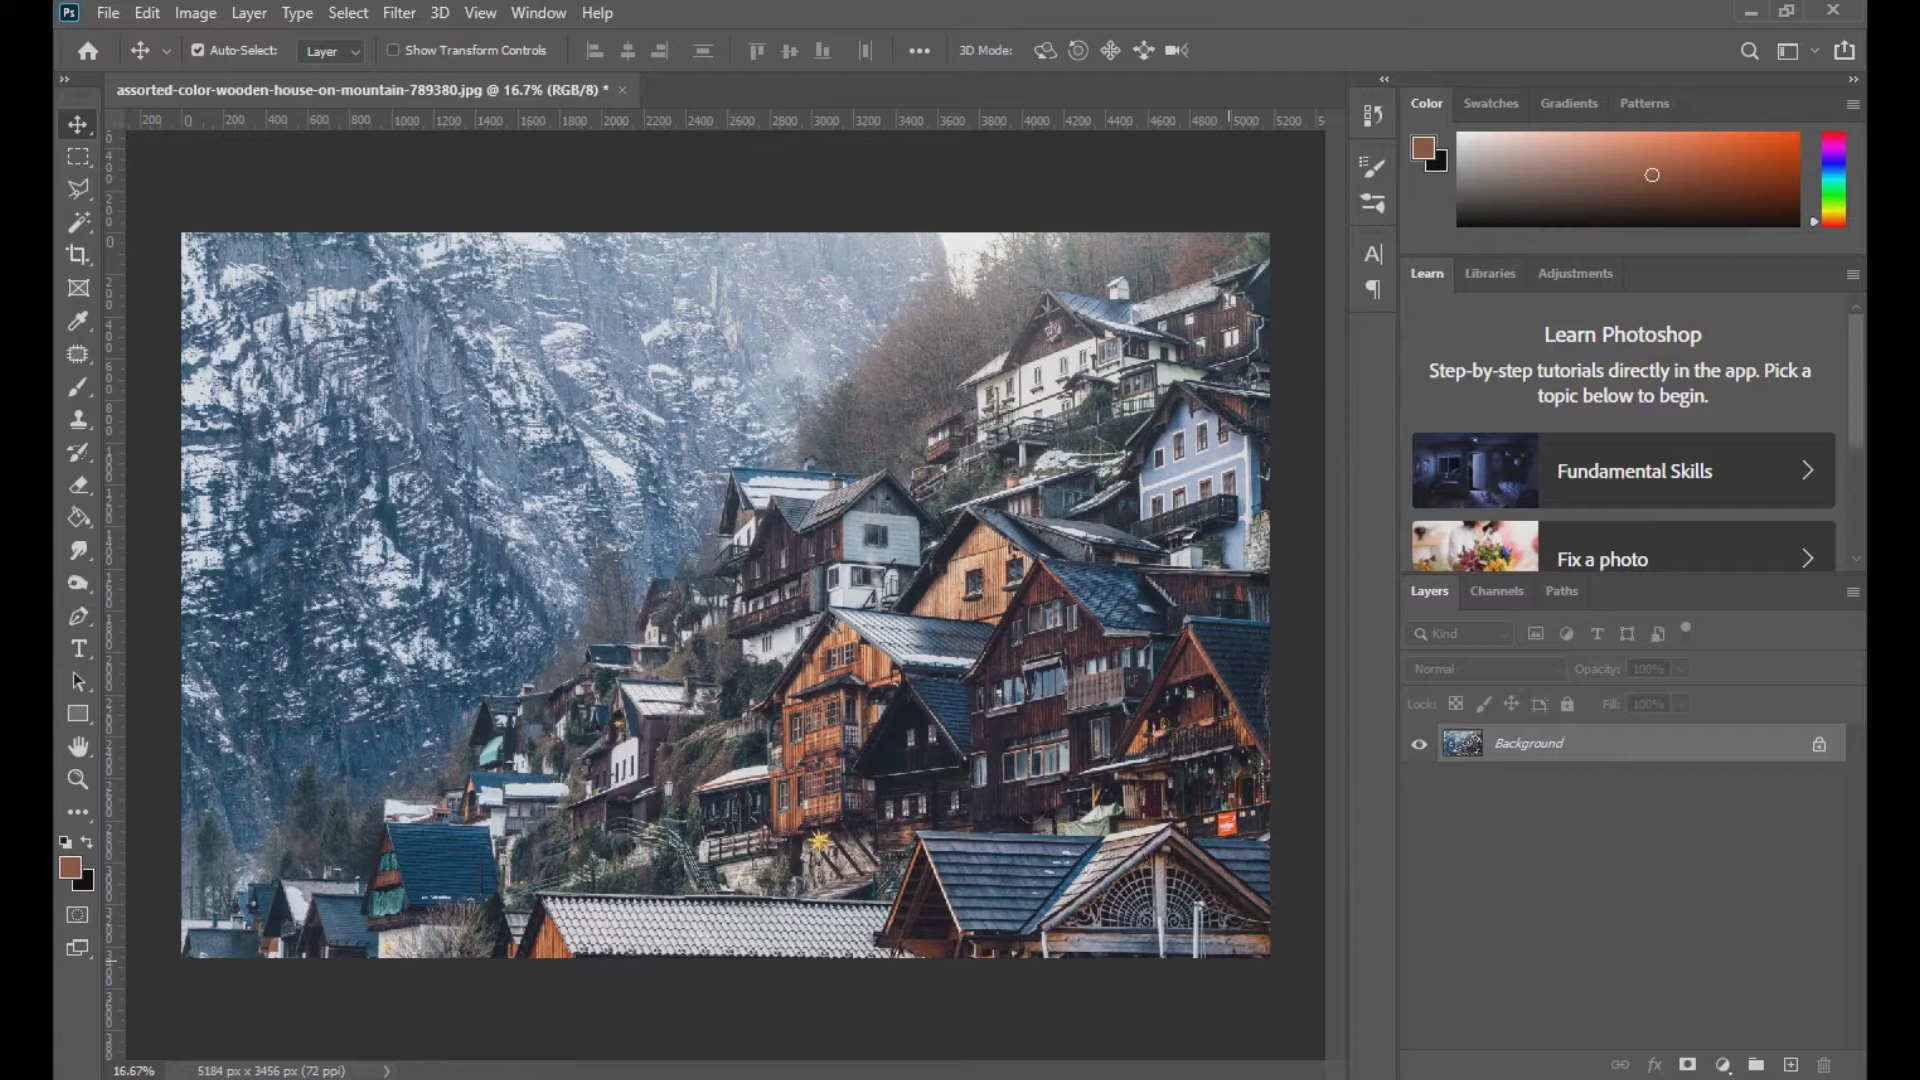 Ps File Edit Image Layer Type Select Filter 3D View Window Help
Auto-Select: Layer Show Transform Controls 3D Mode:
assorted-color-wooden-house-on-mountain-789380.jpg @ 16.7% (RGB/8) *
200 0 200 400 600 800 1000 1200 1400 1600 1800 2000 2200 2400 2600 2800 3000 3200 3400 3600 3800 4000 4200 4400 4600 4800 5000 5200
Color Swatches Gradients Patterns
Learn Libraries Adjustments
Learn Photoshop
Step-by-step tutorials directly in the app. Pick a
topic below to begin.
Fundamental Skills
Fix a photo
Layers Channels Paths
Kind
Normal Opacity: 100%
Lock: Fill: 100%
Background
16.67% 5184 px x 3456 px (72 ppi)